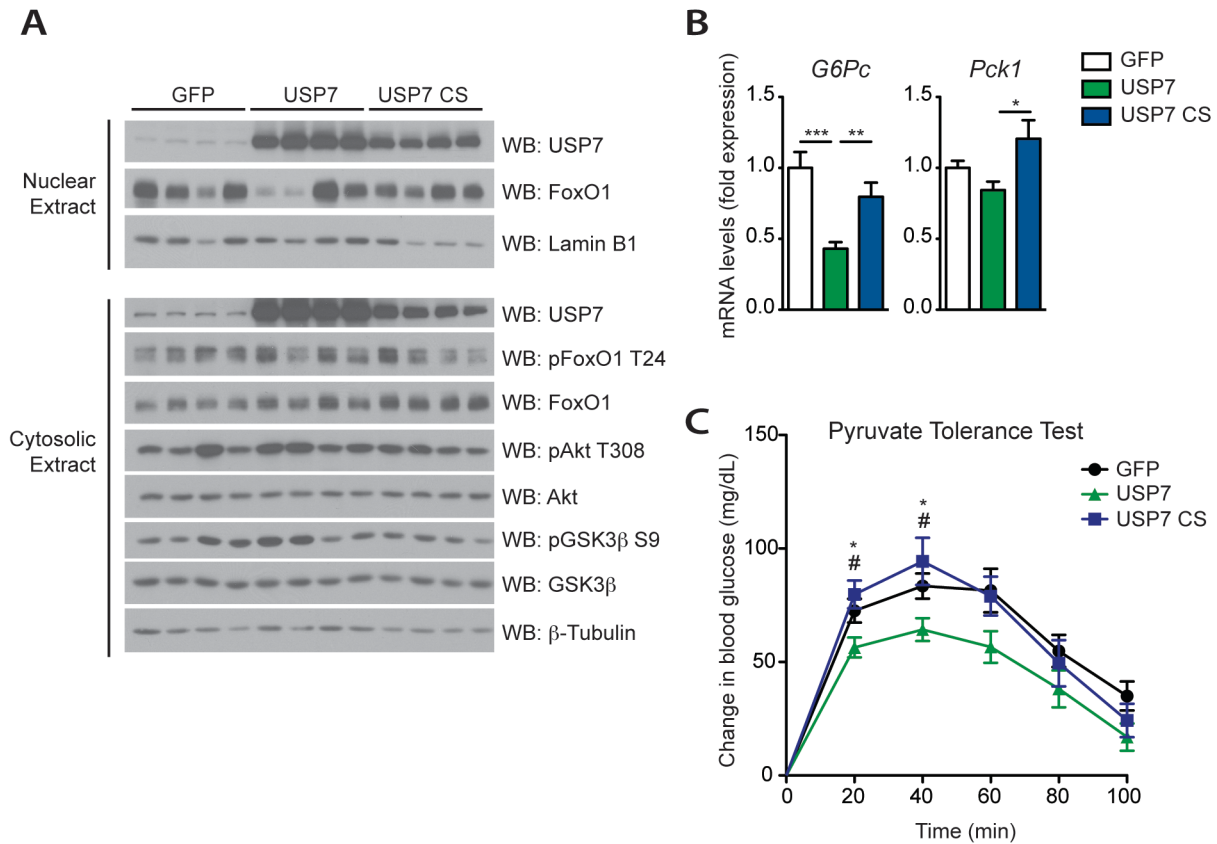 A
GFP USP7 USP7 CS
Nuclear
Extract
WB: USP7
WB: FoxO1
WB: Lamin B1
Cytosolic
Extract
WB: USP7
WB: pFoxO1 T24
WB: FoxO1
WB: pAkt T308
WB: Akt
WB: pGSK3β S9
WB: GSK3β
WB: β-Tubulin
B
mRNA levels (fold expression)
G6Pc
1.5
1.0
0.5
0.0
***
**
Pck1
1.5
1.0
0.5
0.0
*
GFP
USP7
USP7 CS
C
Pyruvate Tolerance Test
Change in blood glucose (mg/dL)
150
100
50
0
*
#
*
#
GFP
USP7
USP7 CS
0 20 40 60 80 100
Time (min)